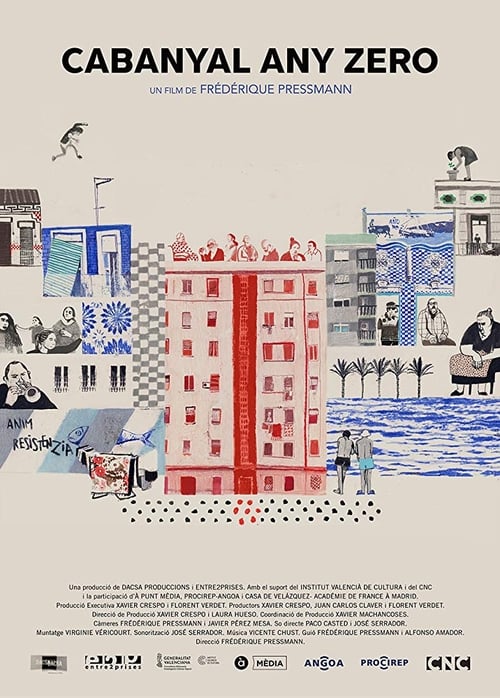 CABANYAL ANY ZERO
UN FILM DE FRÉDÉRIQUE PRESSMANN
ANIM
RESISTÈNZIA
Una producció de DACSA PRODUCCIONS i ENTRE2PRISES. Amb el suport del INSTITUT VALENCIÀ DE CULTURA i del CNC
i la participació d'À PUNT MÈDIA, PROCIREP-ANGOA i CASA DE VELÁZQUEZ- ACADÉMIE DE FRANCE À MADRID.
Producció Executiva XAVIER CRESPO i FLORENT VERDET. Productors XAVIER CRESPO, JUAN CARLOS CLAVER i FLORENT VERDET.
Direcció de Producció XAVIER CRESPO i LAURA HUESO. Coordinació de Producció XAVIER MACHANCOSES.
Càmeres FRÉDÉRIQUE PRESSMANN i JAVIER PÉREZ MESA. So directe PACO CASTED i JOSÉ SERRADOR.
Muntatge VIRGINIE VÉRICOURT. Sonorització JOSÉ SERRADOR. Música VICENTE CHUST. Guió FRÉDÉRIQUE PRESSMANN i ALFONSO AMADOR.
Direcció FRÉDÉRIQUE PRESSMANN.
DACSA
entre2prises
GENERALITAT
VALENCIANA
à MÈDIA
ANGOA
PROCIREP
CNC